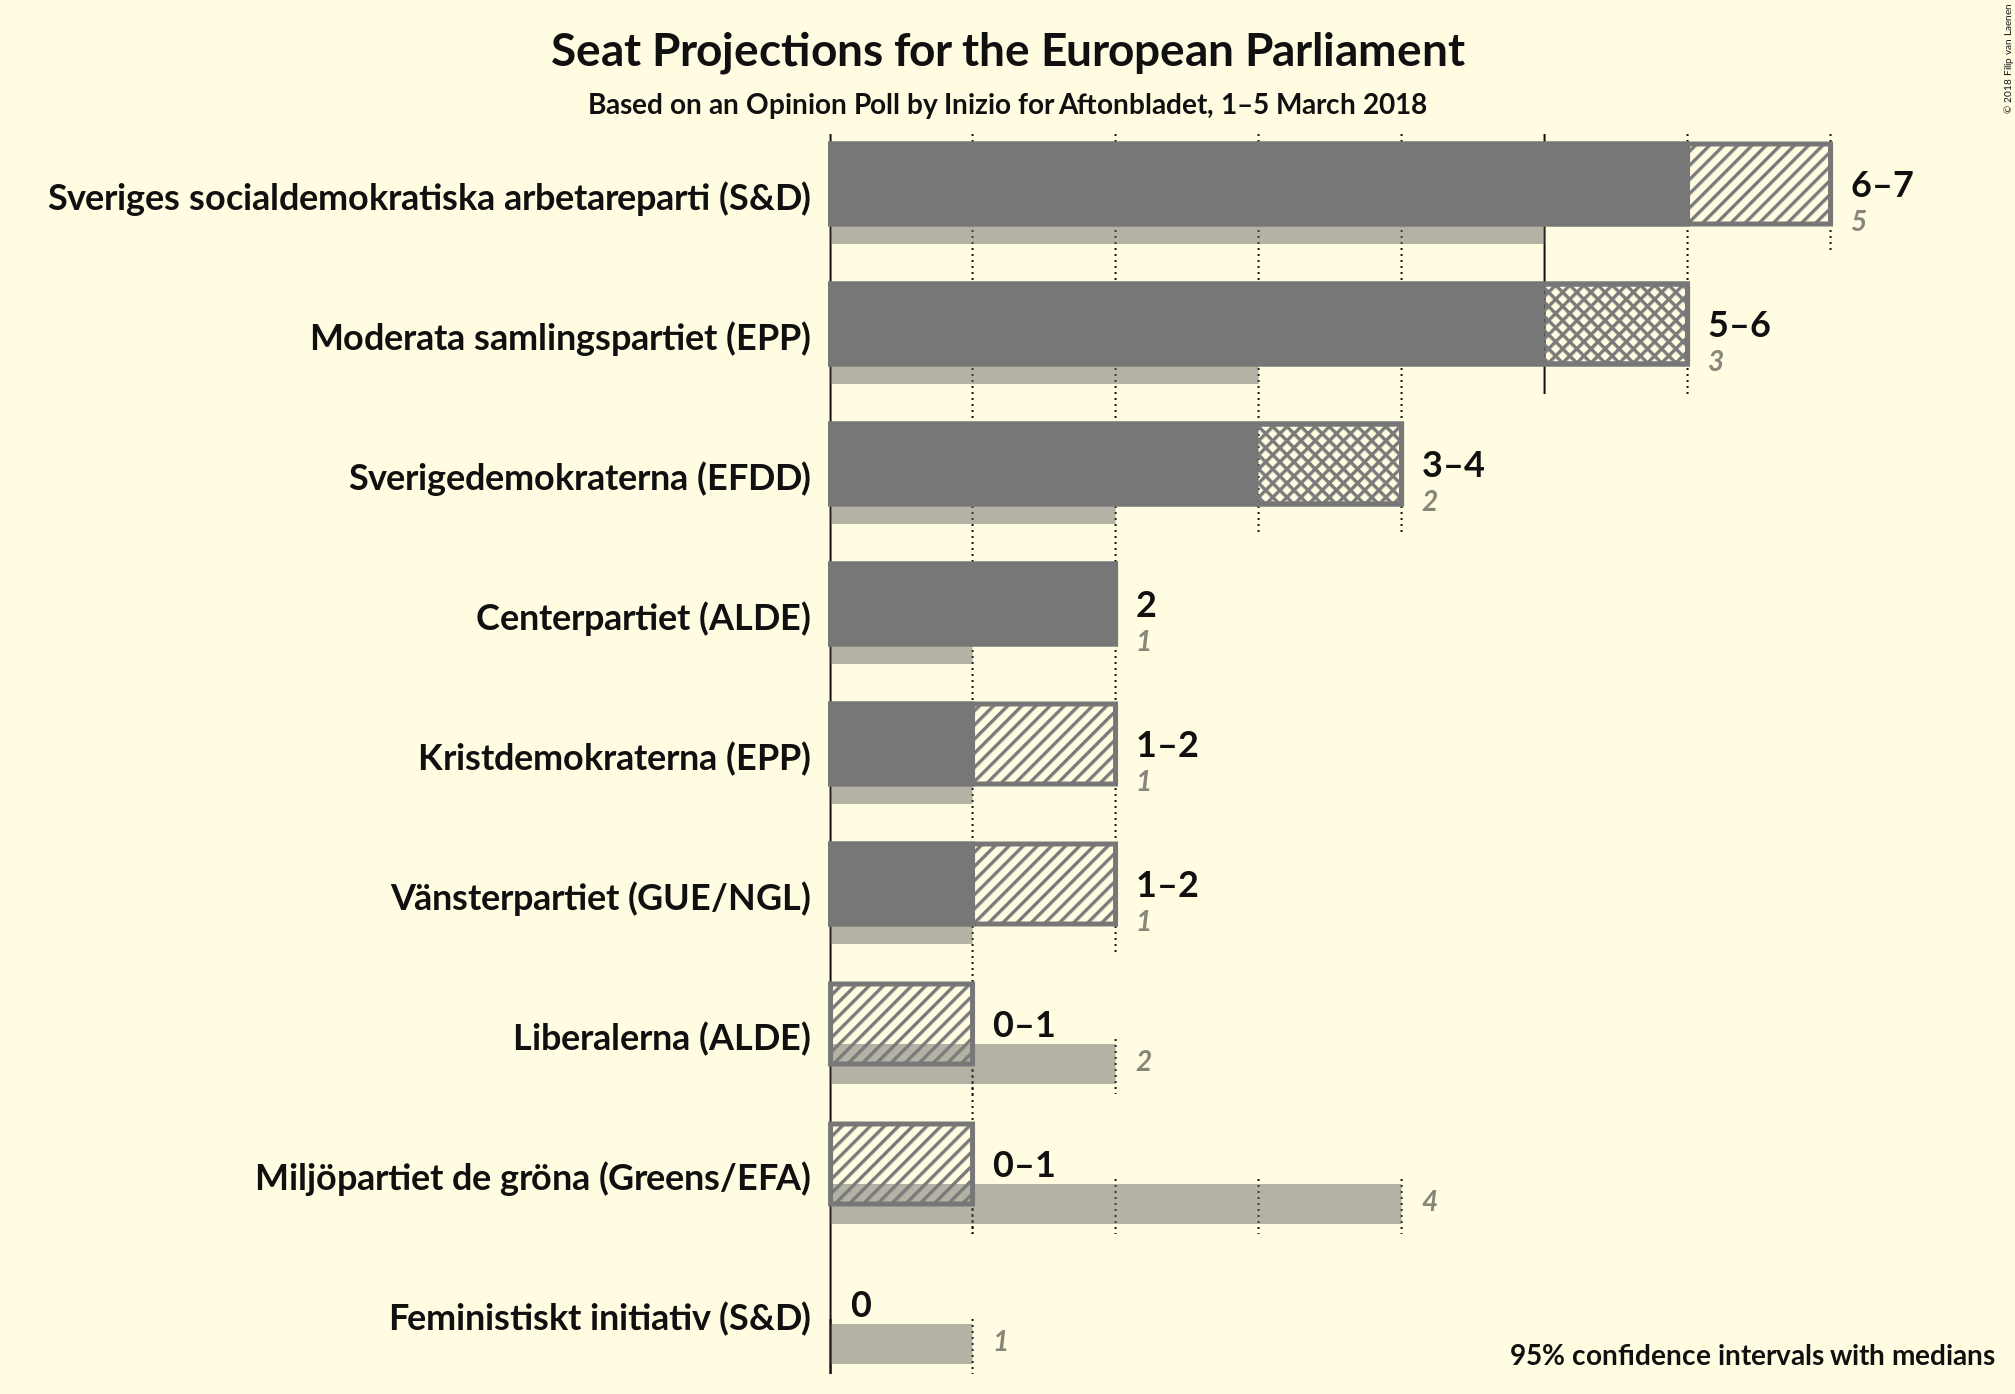 Seat Projections for the European Parliament
Based on an Opinion Poll by Inizio for Aftonbladet, 1–5 March 2018
© 2018 Filip van Laenen
Sveriges socialdemokratiska arbetareparti (S&D)
6–7
5
Moderata samlingspartiet (EPP)
5–6
3
Sverigedemokraterna (EFDD)
3–4
2
Centerpartiet (ALDE)
2
1
Kristdemokraterna (EPP)
1–2
1
Vänsterpartiet (GUE/NGL)
1–2
1
Liberalerna (ALDE)
0–1
2
Miljöpartiet de gröna (Greens/EFA)
0–1
4
Feministiskt initiativ (S&D)
0
1
95% confidence intervals with medians